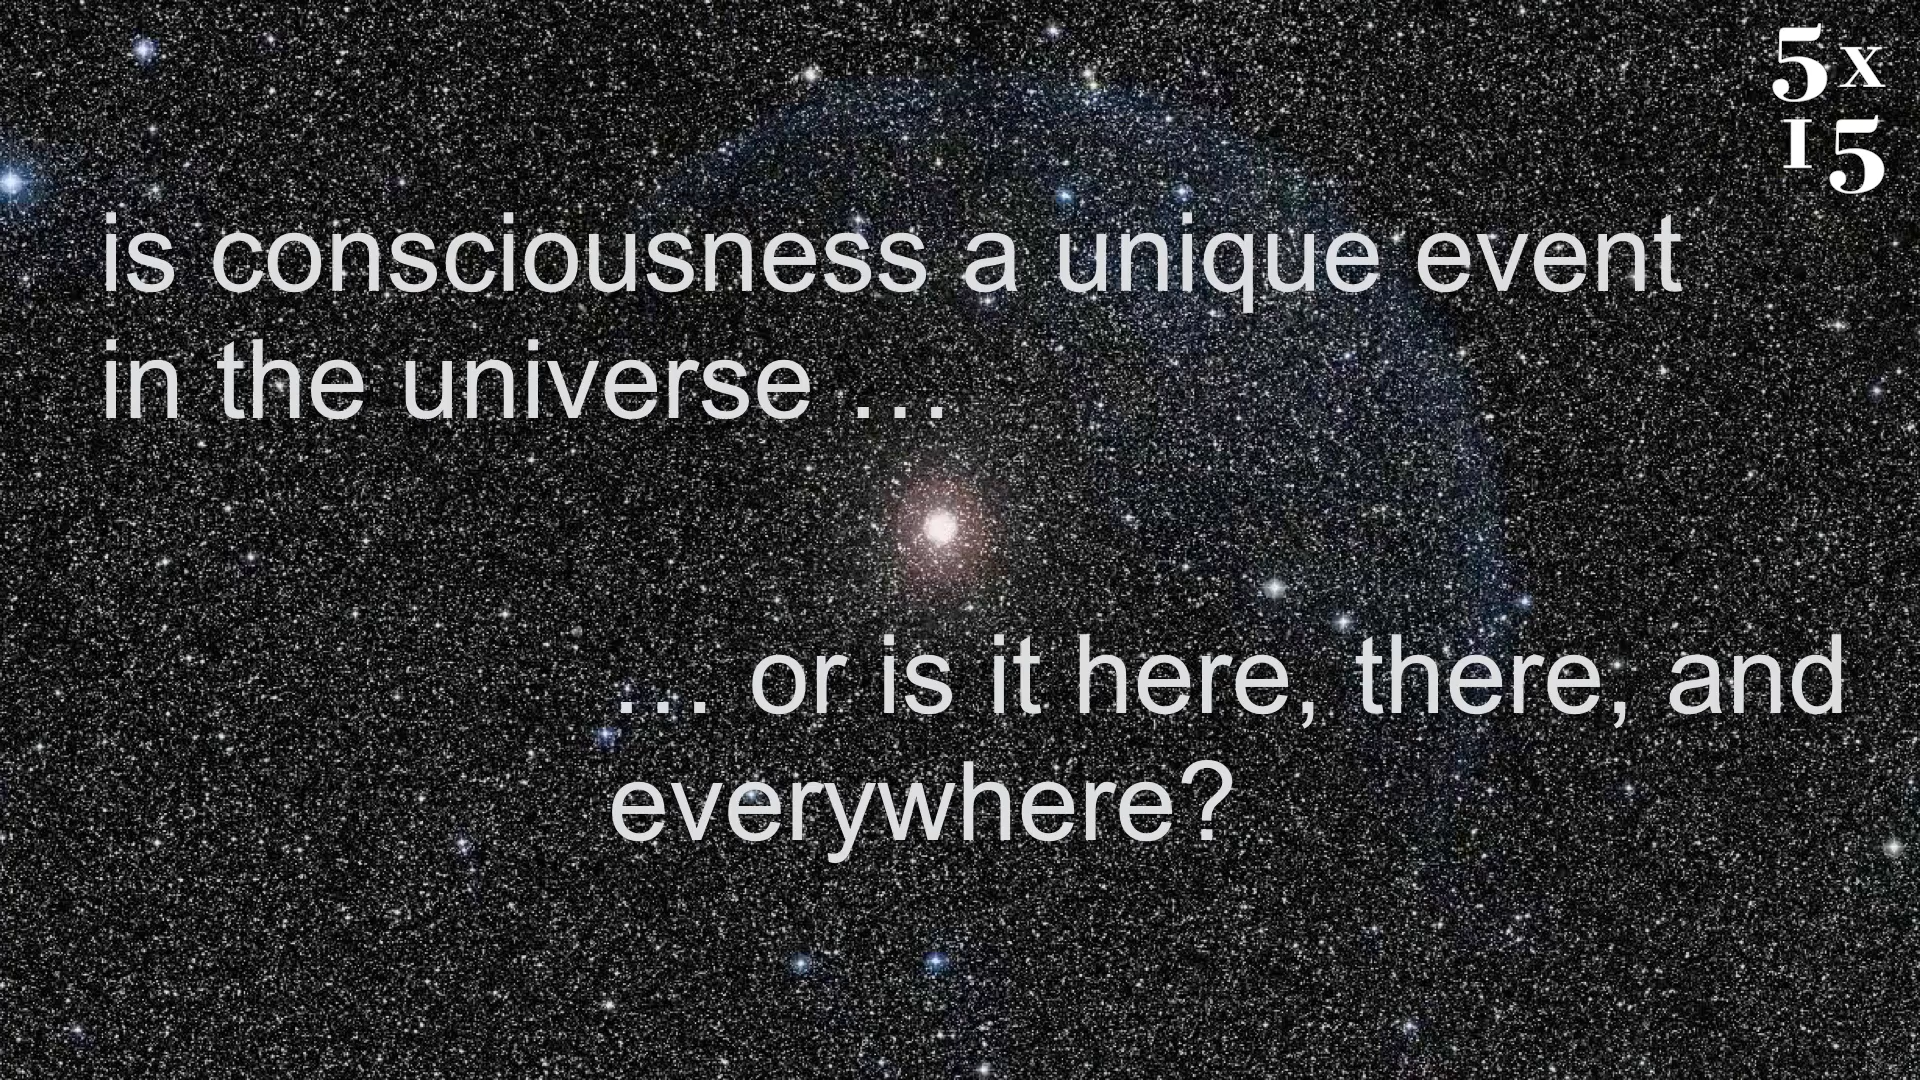 5x
15
is consciousness a unique event
in the universe …
… or is it here, there, and
everywhere?